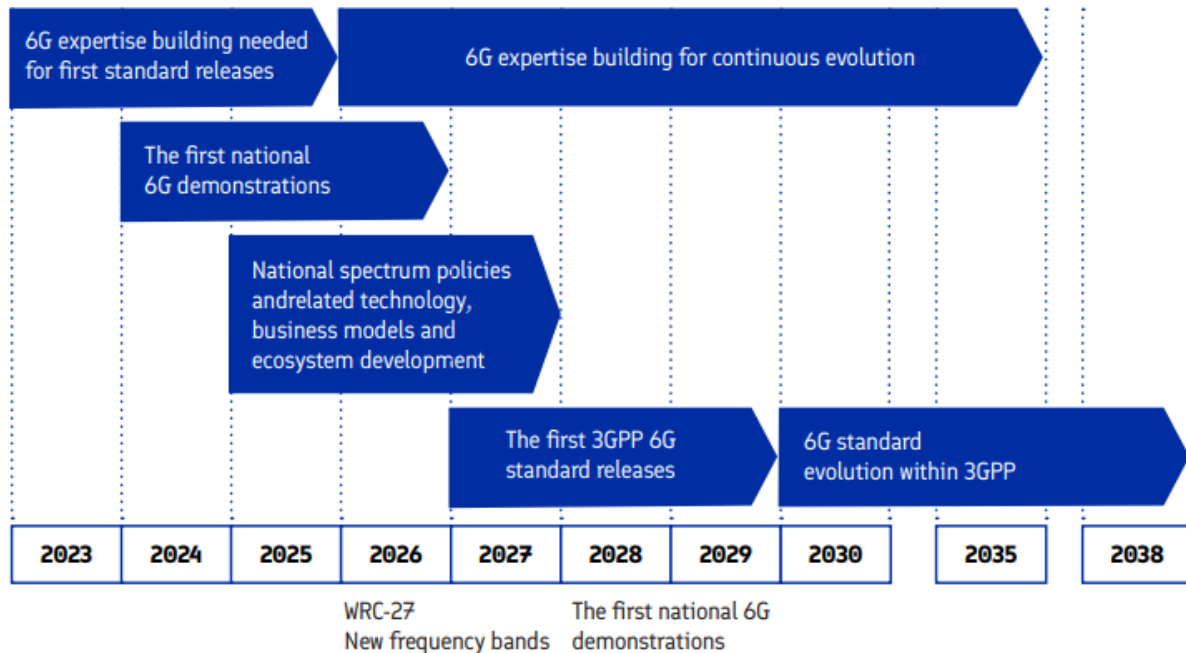 6G expertise building needed
for first standard releases
6G expertise building for continuous evolution
The first national
6G demonstrations
National spectrum policies
andrelated technology,
business models and
ecosystem development
The first 3GPP 6G
standard releases
6G standard
evolution within 3GPP
2023
2024
2025
2026
2027
2028
2029
2030
2035
2038
WRC-27
New frequency bands
The first national 6G
demonstrations